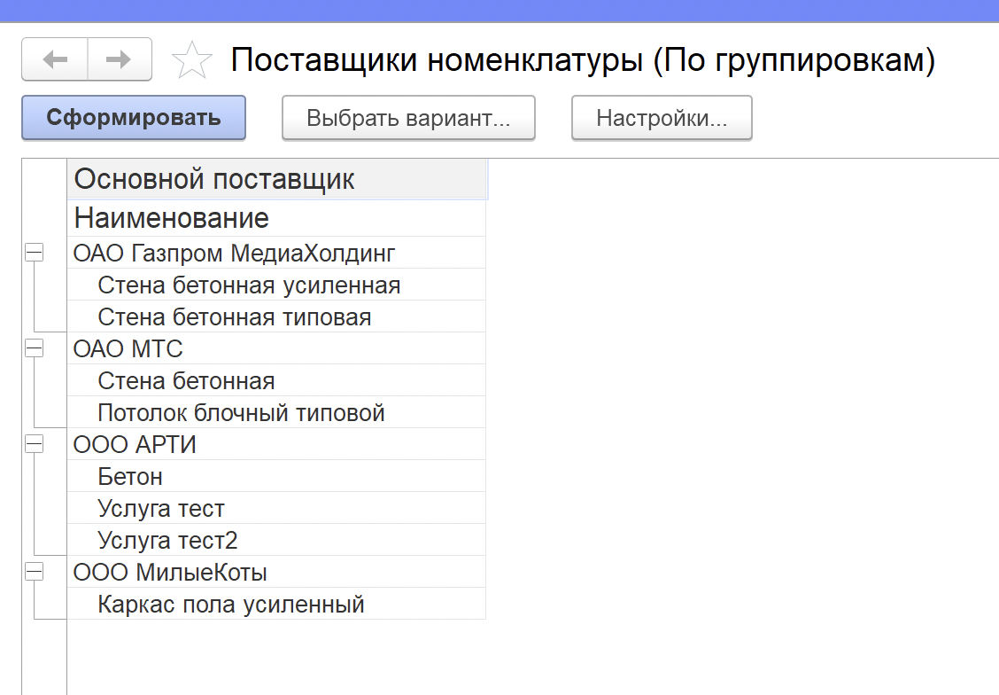 Поставщики номенклатуры (По группировкам)
Сформировать Выбрать вариант... Настройки...
Основной поставщик
Наименование
ОАО Газпром МедиаХолдинг
Стена бетонная усиленная
Стена бетонная типовая
ОАО МТС
Стена бетонная
Потолок блочный типовой
ООО АРТИ
Бетон
Услуга тест
Услуга тест2
ООО МилыеКоты
Каркас пола усиленный